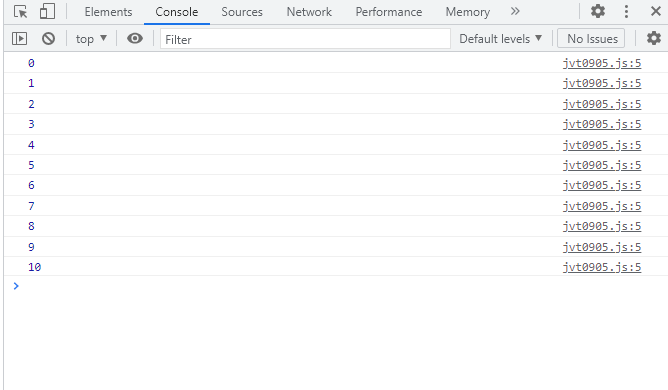 Elements Console Sources Network Performance Memory »
top Filter Default levels No Issues
0 jvt0905.js:5
1 jvt0905.js:5
2 jvt0905.js:5
3 jvt0905.js:5
4 jvt0905.js:5
5 jvt0905.js:5
6 jvt0905.js:5
7 jvt0905.js:5
8 jvt0905.js:5
9 jvt0905.js:5
10 jvt0905.js:5
>